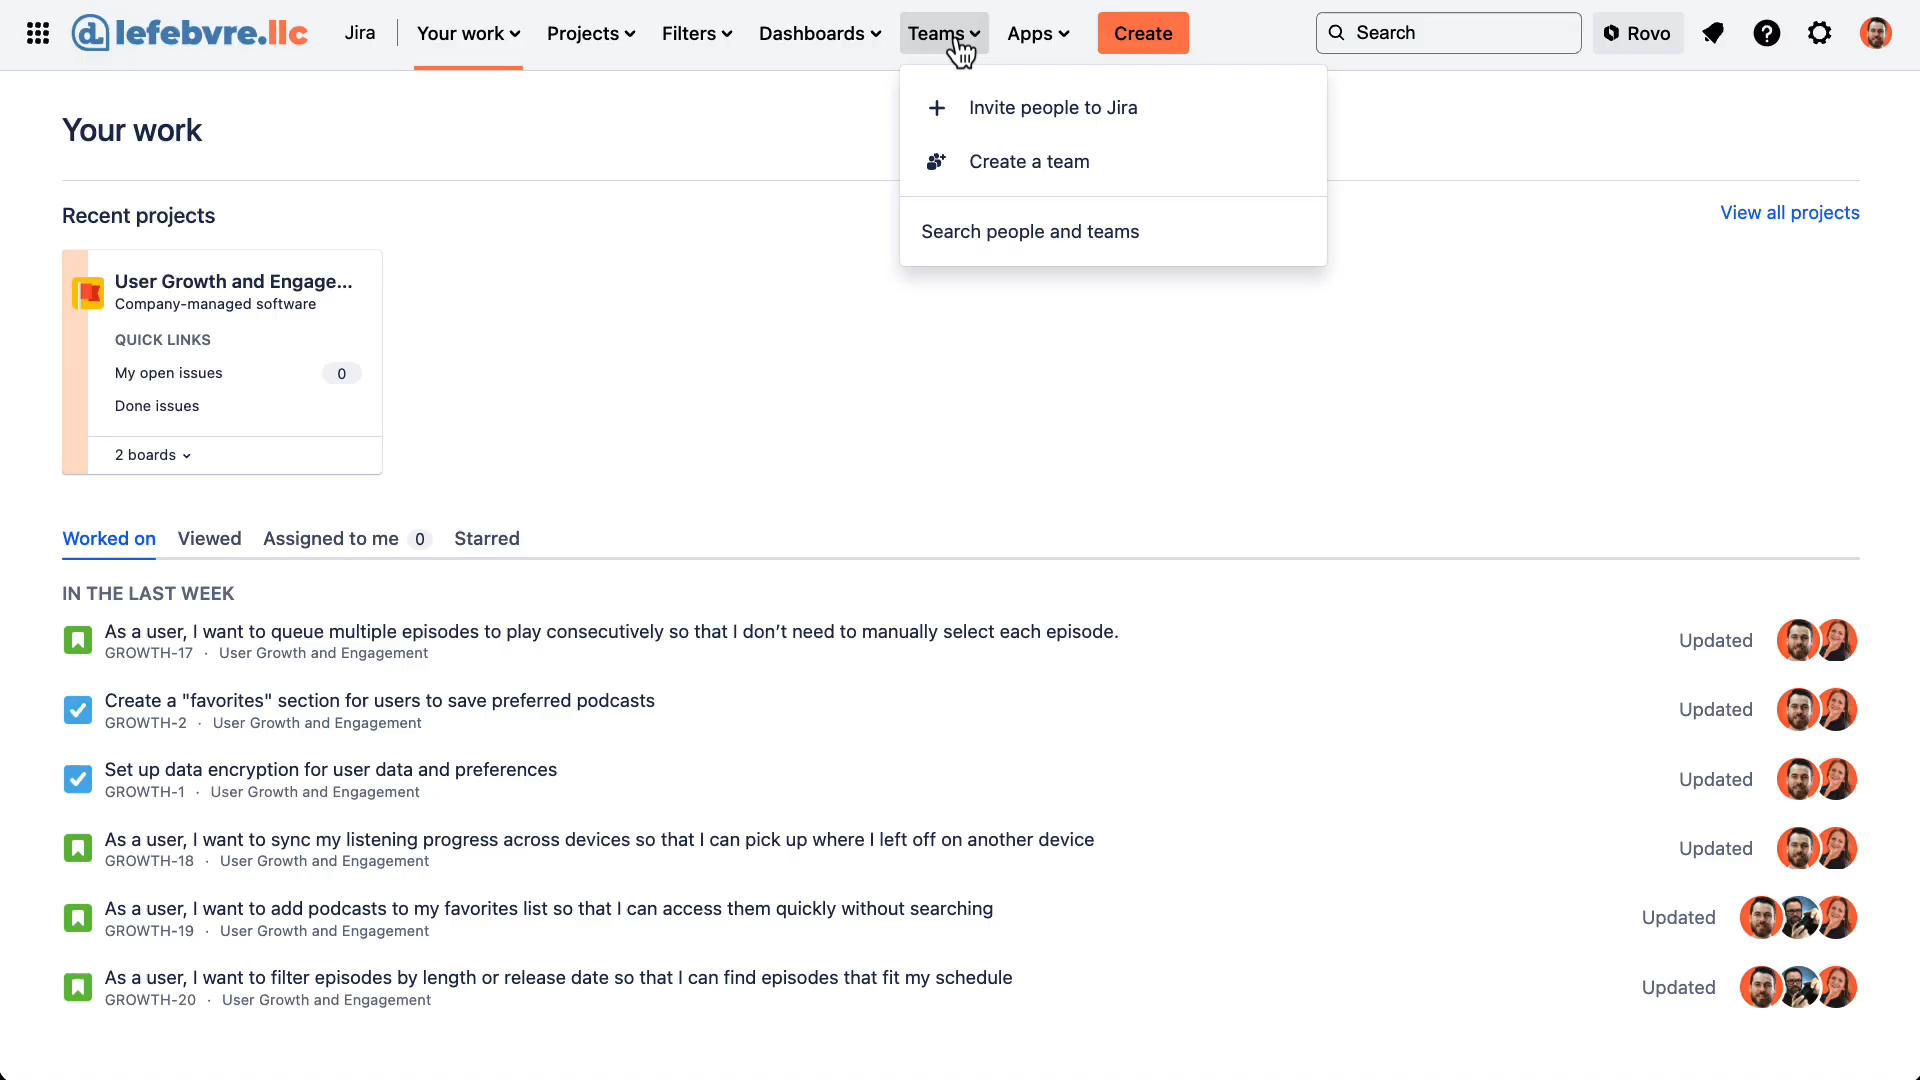 lefebvre.llc Jira Your work Projects Filters Dashboards Teams Apps Create Search Rovo
Invite people to Jira
Create a team
Search people and teams
Your work
Recent projects
View all projects
User Growth and Engage...
Company-managed software
QUICK LINKS
My open issues 0
Done issues
2 boards
Worked on Viewed Assigned to me 0 Starred
IN THE LAST WEEK
As a user, I want to queue multiple episodes to play consecutively so that I don’t need to manually select each episode.
GROWTH-17 · User Growth and Engagement
Updated
Create a "favorites" section for users to save preferred podcasts
GROWTH-2 · User Growth and Engagement
Updated
Set up data encryption for user data and preferences
GROWTH-1 · User Growth and Engagement
Updated
As a user, I want to sync my listening progress across devices so that I can pick up where I left off on another device
GROWTH-18 · User Growth and Engagement
Updated
As a user, I want to add podcasts to my favorites list so that I can access them quickly without searching
GROWTH-19 · User Growth and Engagement
Updated
As a user, I want to filter episodes by length or release date so that I can find episodes that fit my schedule
GROWTH-20 · User Growth and Engagement
Updated